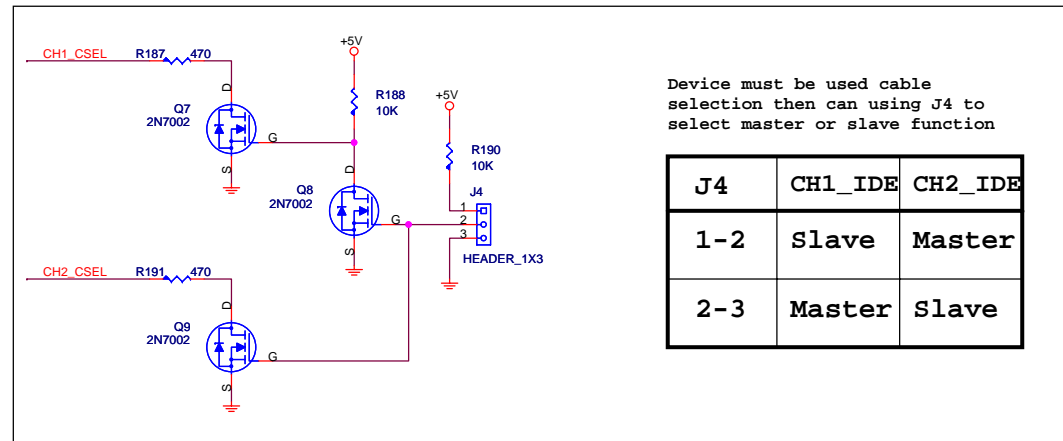 CH1_CSEL
R187 470
D
Q7
2N7002
G
S
+5V
R188
10K
+5V
R190
10K
D
Q8
2N7002
G
S
J4
1
2
3
HEADER_1X3
CH2_CSEL
R191 470
D
Q9
2N7002
G
S
Device must be used cable
selection then can using J4 to
select master or slave function
J4 CH1_IDE CH2_IDE
1-2 Slave Master
2-3 Master Slave